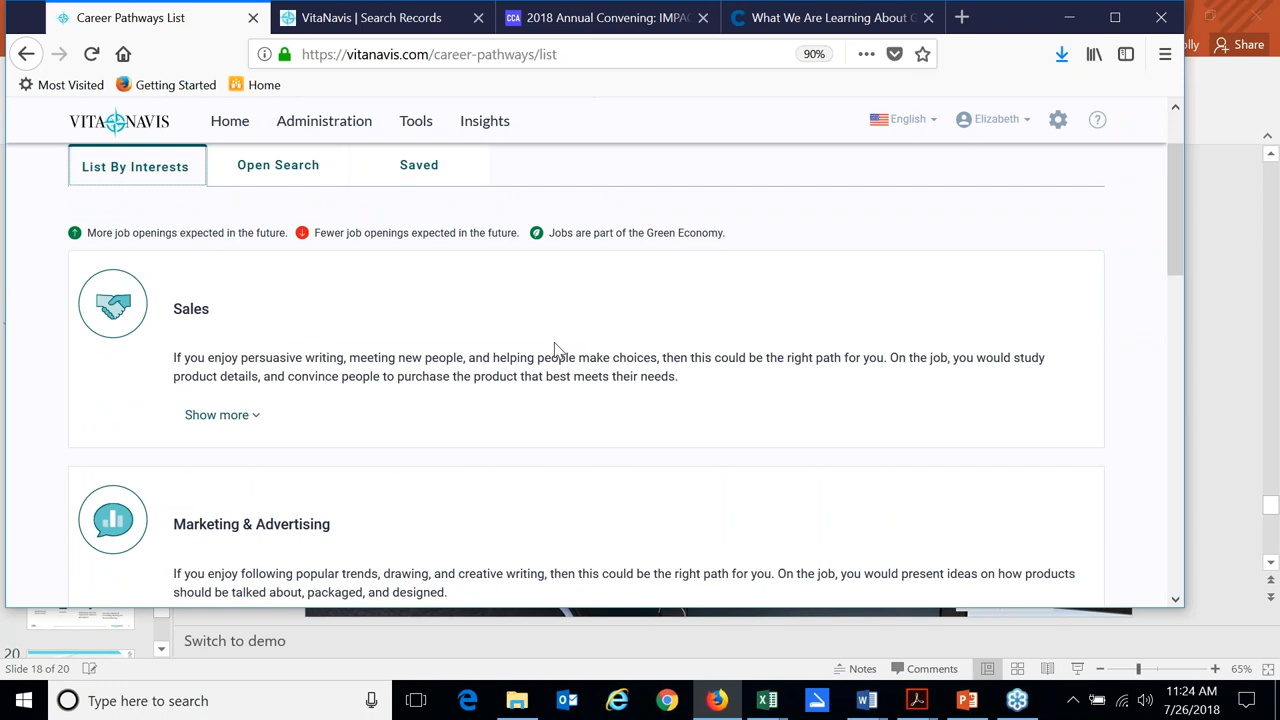 Career Pathways List
VitaNavis | Search Records
CCA 2018 Annual Convening: IMPAC
What We Are Learning About G
olly
Share
https://vitanavis.com/career-pathways/list
90%
Most Visited
Getting Started
Home
VITA NAVIS
Home
Administration
Tools
Insights
English
Elizabeth
List By Interests
Open Search
Saved
More job openings expected in the future.
Fewer job openings expected in the future.
Jobs are part of the Green Economy.
Sales
If you enjoy persuasive writing, meeting new people, and helping people make choices, then this could be the right path for you. On the job, you would study
product details, and convince people to purchase the product that best meets their needs.
Show more
Marketing & Advertising
If you enjoy following popular trends, drawing, and creative writing, then this could be the right path for you. On the job, you would present ideas on how products
should be talked about, packaged, and designed.
20
Switch to demo
Slide 18 of 20
Notes
Comments
65%
Type here to search
11:24 AM
7/26/2018